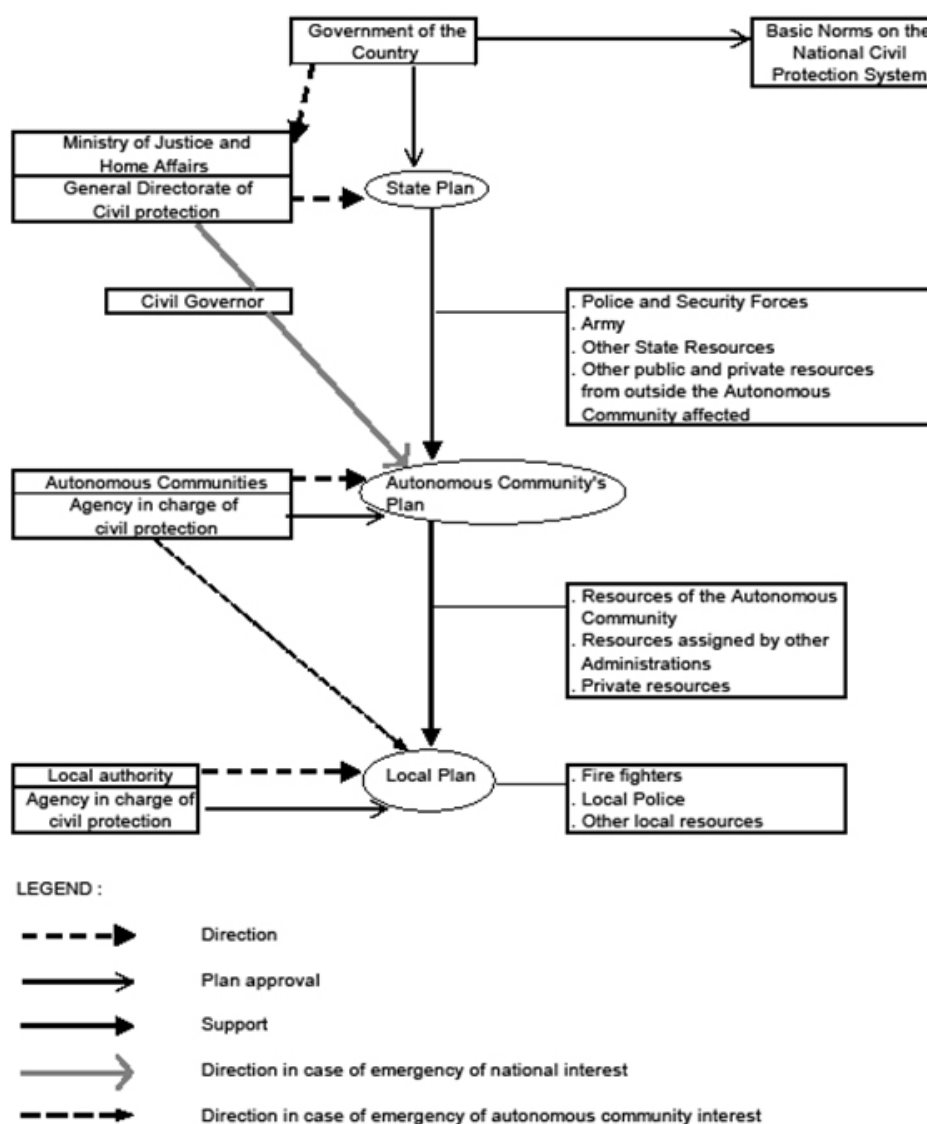 Government of the
Country
Basic Norms on the
National Civil
Protection System
Ministry of Justice and
Home Affairs
General Directorate of
Civil protection
State Plan
Civil Governor
. Police and Security Forces
. Army
. Other State Resources
. Other public and private resources
from outside the Autonomous
Community affected
Autonomous Communities
Agency in charge of
civil protection
Autonomous Community's
Plan
. Resources of the Autonomous
Community
. Resources assigned by other
Administrations
. Private resources
Local authority
Agency in charge of
civil protection
Local Plan
. Fire fighters
. Local Police
. Other local resources
LEGEND :
Direction
Plan approval
Support
Direction in case of emergency of national interest
Direction in case of emergency of autonomous community interest